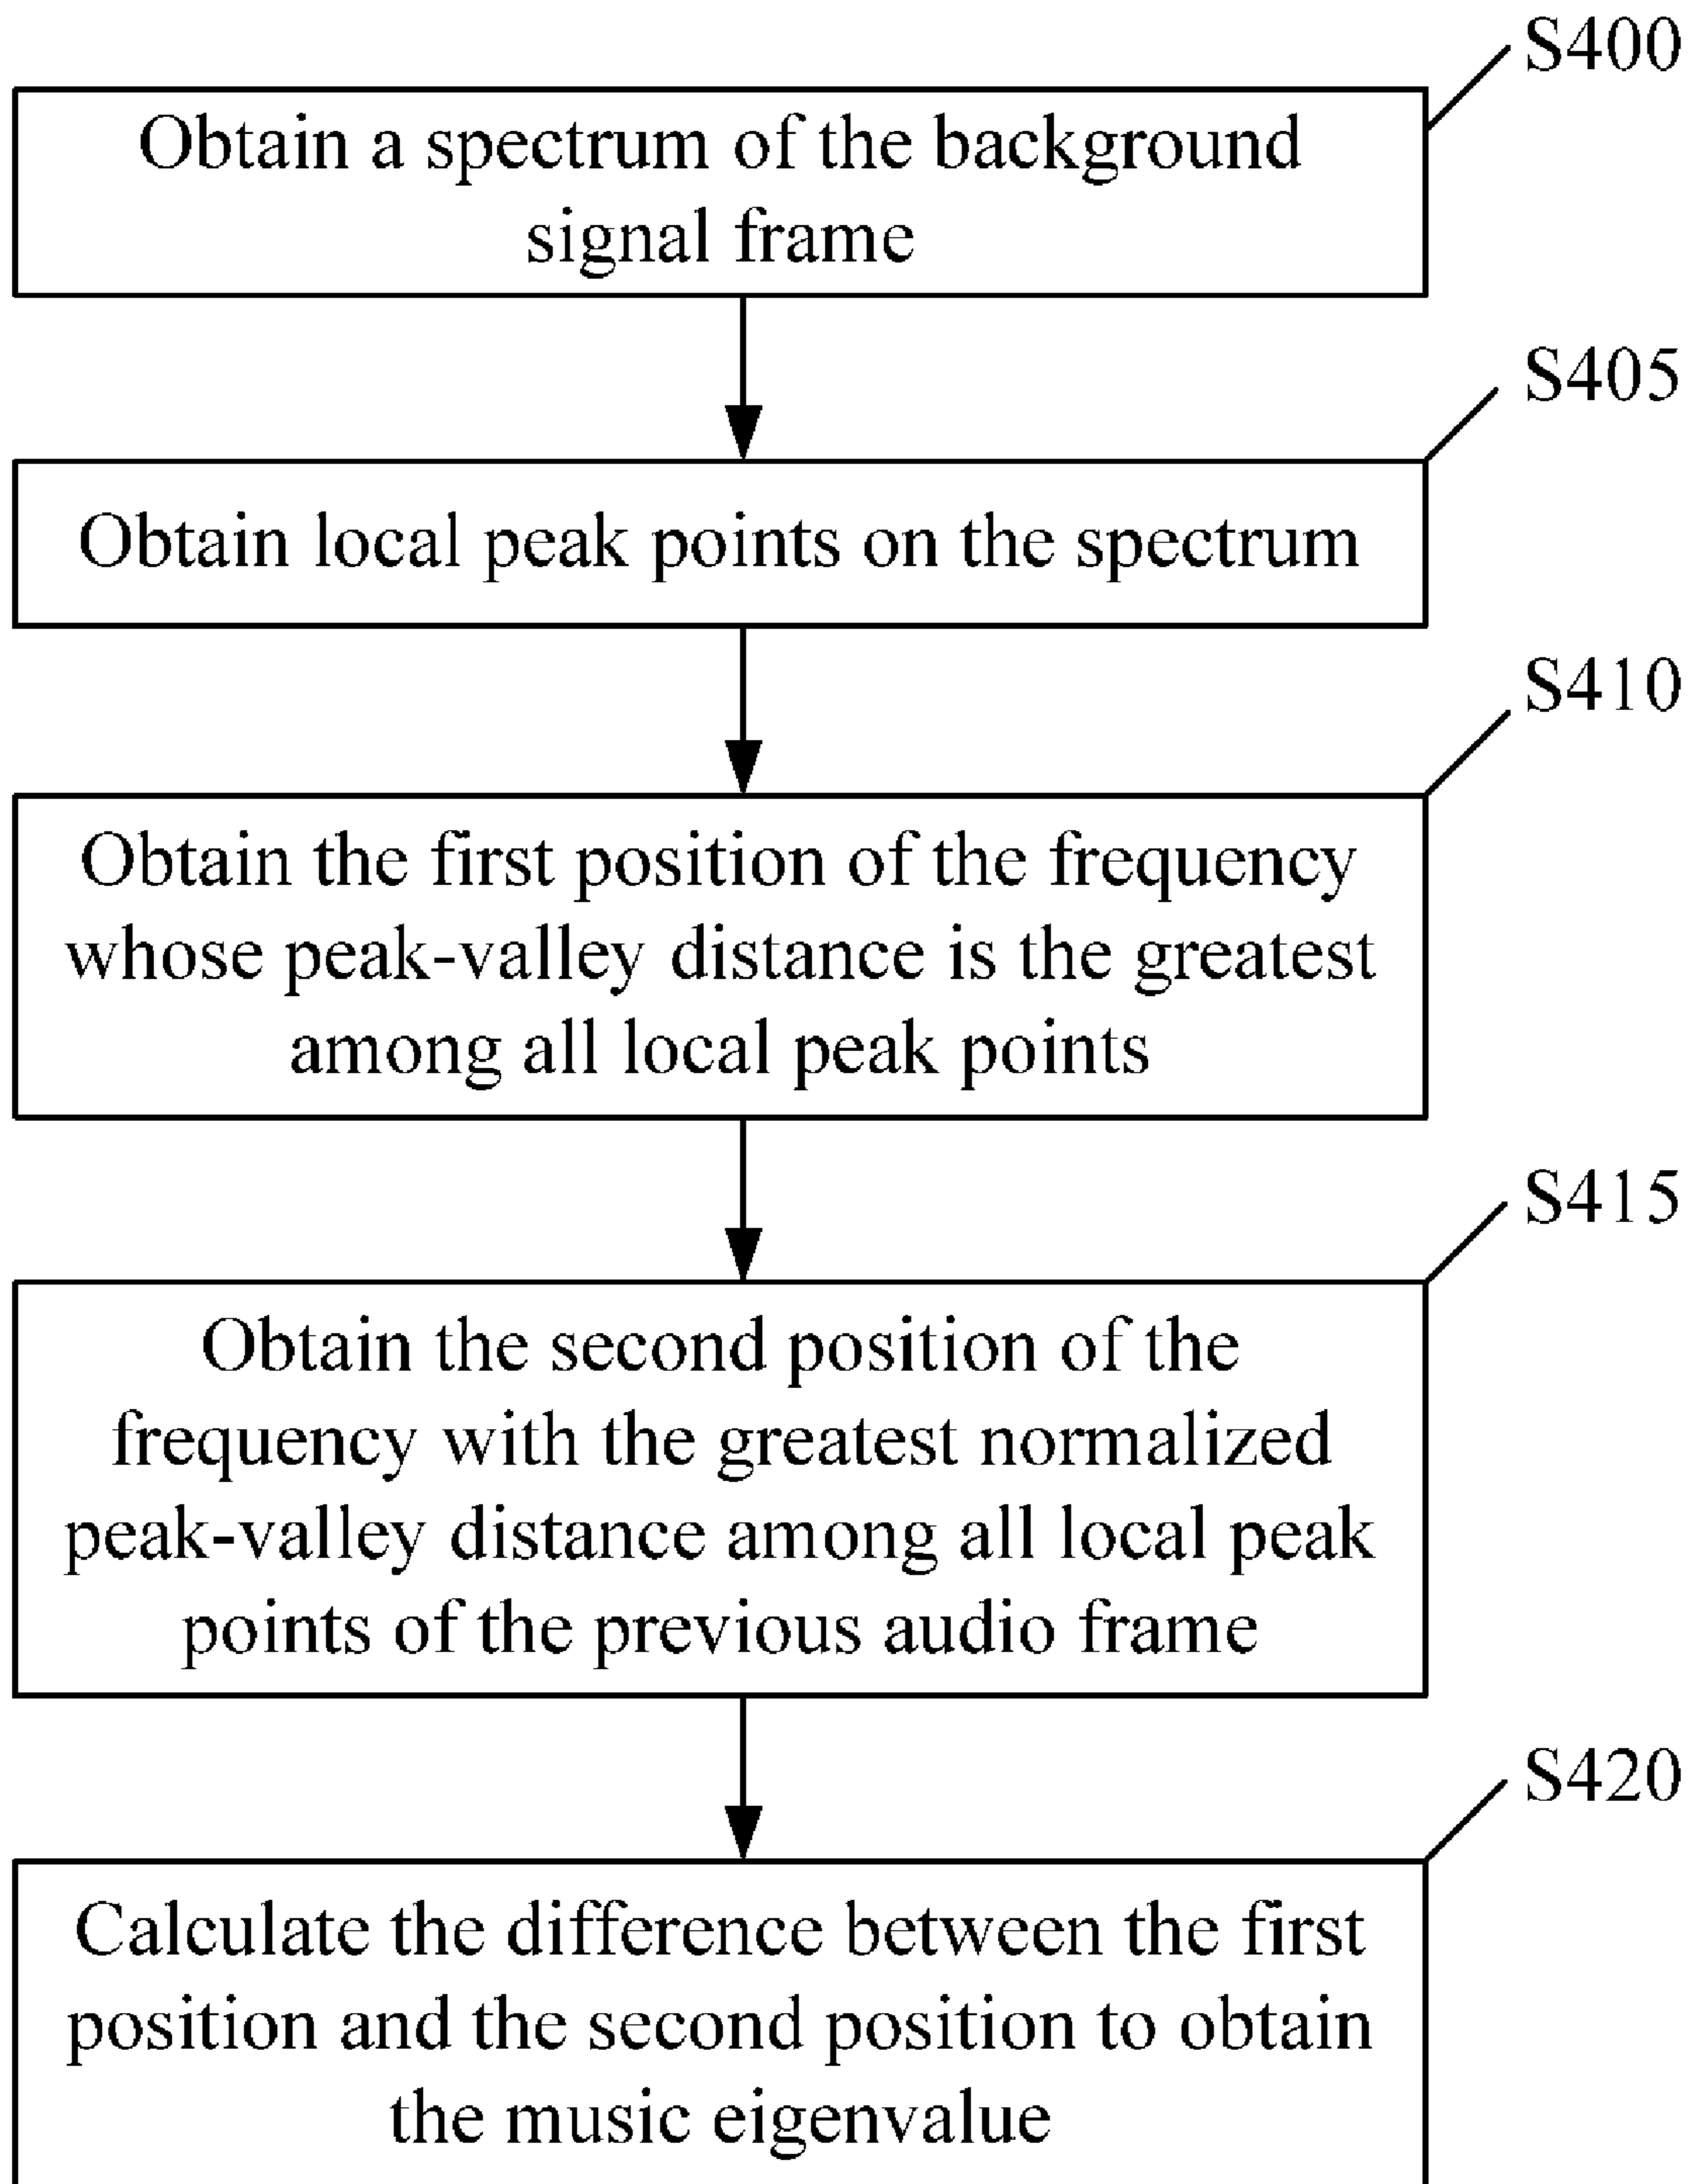 S400
Obtain a spectrum of the background
signal frame
S405
Obtain local peak points on the spectrum
S410
Obtain the first position of the frequency
whose peak-valley distance is the greatest
among all local peak points
S415
Obtain the second position of the
frequency with the greatest normalized
peak-valley distance among all local peak
points of the previous audio frame
S420
Calculate the difference between the first
position and the second position to obtain
the music eigenvalue